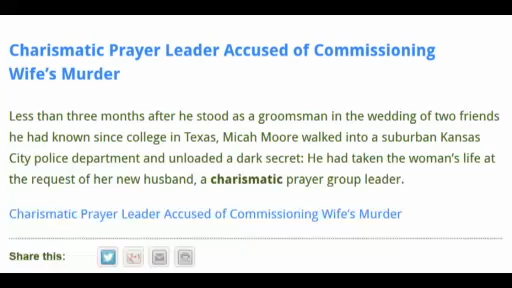 Charismatic Prayer Leader Accused of Commissioning
Wife’s Murder
Less than three months after he stood as a groomsman in the wedding of two friends
he had known since college in Texas, Micah Moore walked into a suburban Kansas
City police department and unloaded a dark secret: He had taken the woman’s life at
the request of her new husband, a charismatic prayer group leader.
Charismatic Prayer Leader Accused of Commissioning Wife’s Murder
Share this: